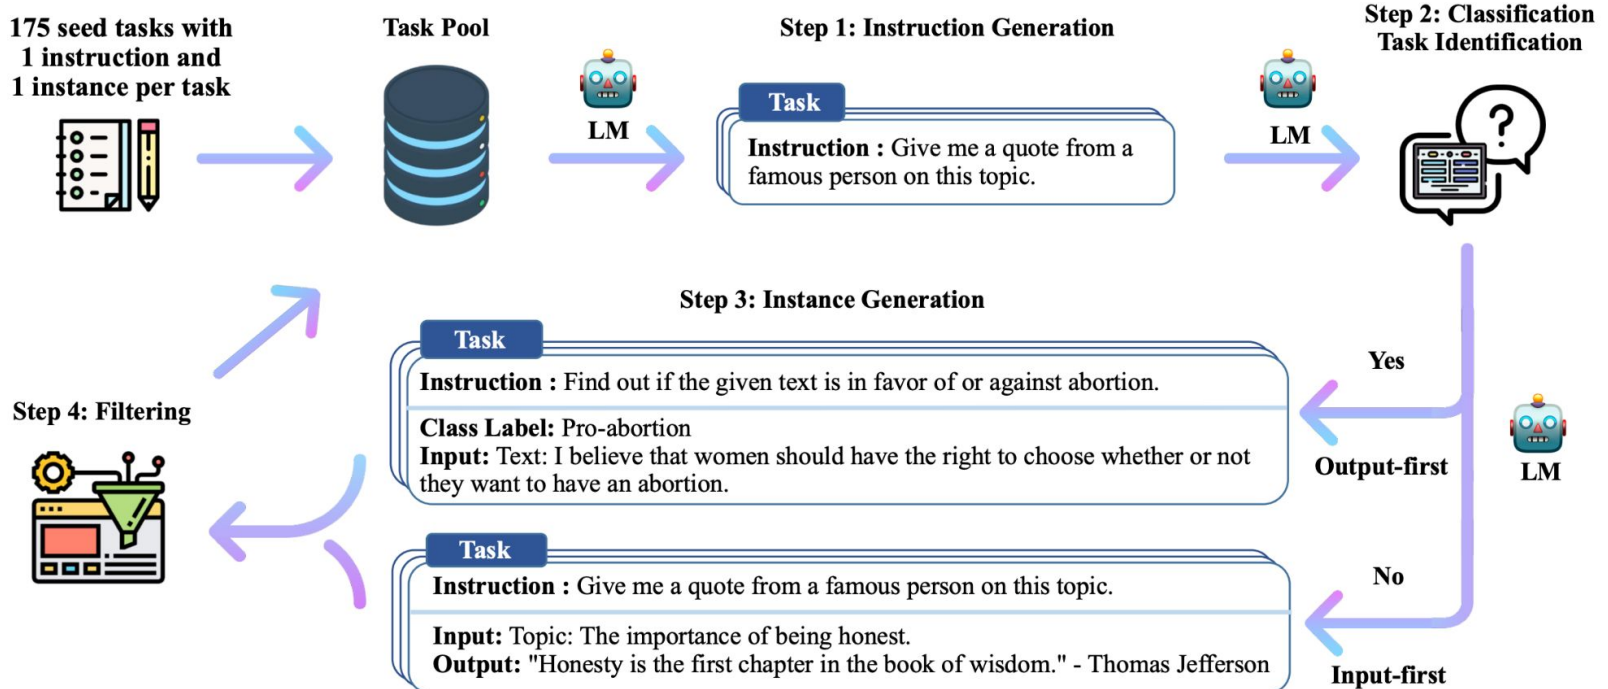 175 seed tasks with
1 instruction and
1 instance per task
Task Pool
LM
Step 1: Instruction Generation
Task
Instruction : Give me a quote from a
famous person on this topic.
LM
Step 2: Classification
Task Identification
?
Step 3: Instance Generation
Task
Instruction : Find out if the given text is in favor of or against abortion.
Class Label: Pro-abortion
Input: Text: I believe that women should have the right to choose whether or not
they want to have an abortion.
Yes
Output-first
LM
Step 4: Filtering
Task
Instruction : Give me a quote from a famous person on this topic.
Input: Topic: The importance of being honest.
Output: "Honesty is the first chapter in the book of wisdom." - Thomas Jefferson
No
Input-first